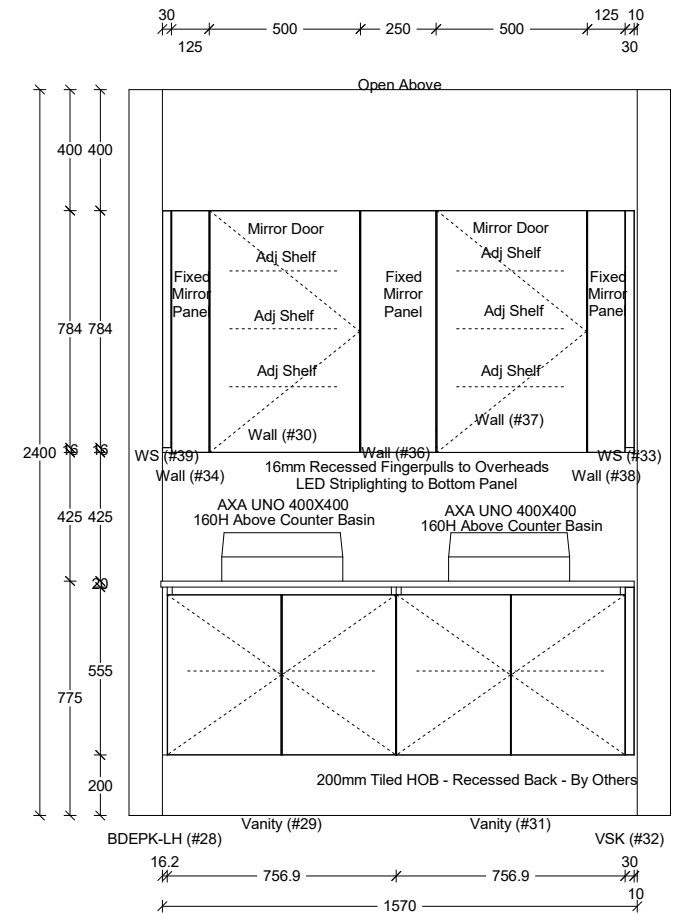 30 125 10
500 250 500
125 30
Open Above
400 400
Mirror Door Mirror Door
Adj Shelf Adj Shelf
Fixed Mirror Panel
Fixed Mirror Panel
Fixed Mirror Panel
Adj Shelf Adj Shelf
784 784
Adj Shelf Adj Shelf
Wall (#30) Wall (#37)
2400
16 16
WS (#39) Wall (#36) WS (#33)
Wall (#34) Wall (#38)
16mm Recessed Fingerpulls to Overheads
LED Striplighting to Bottom Panel
AXA UNO 400X400
160H Above Counter Basin
AXA UNO 400X400
160H Above Counter Basin
425 425
20
555
775
200
200mm Tiled HOB - Recessed Back - By Others
Vanity (#29) Vanity (#31)
BDEPK-LH (#28) VSK (#32)
16.2 30
756.9 756.9
10
1570